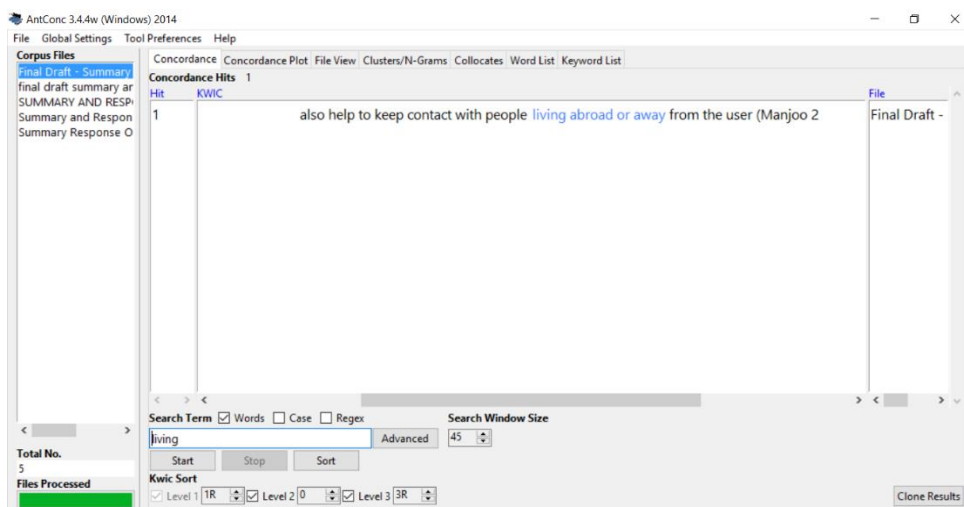 AntConc 3.4.4w (Windows) 2014
File Global Settings Tool Preferences Help
Corpus Files
Final Draft - Summary
final draft summary ar
SUMMARY AND RESP
Summary and Respon
Summary Response O
Total No.
5
Files Processed
Concordance Concordance Plot File View Clusters/N-Grams Collocates Word List Keyword List
Concordance Hits 1
Hit KWIC File
1 also help to keep contact with people living abroad or away from the user (Manjoo 2 Final Draft -
Search Term Words Case Regex Search Window Size
living Advanced 45
Start Stop Sort
Kwic Sort
Level 1 1R Level 2 0 Level 3 3R Clone Results